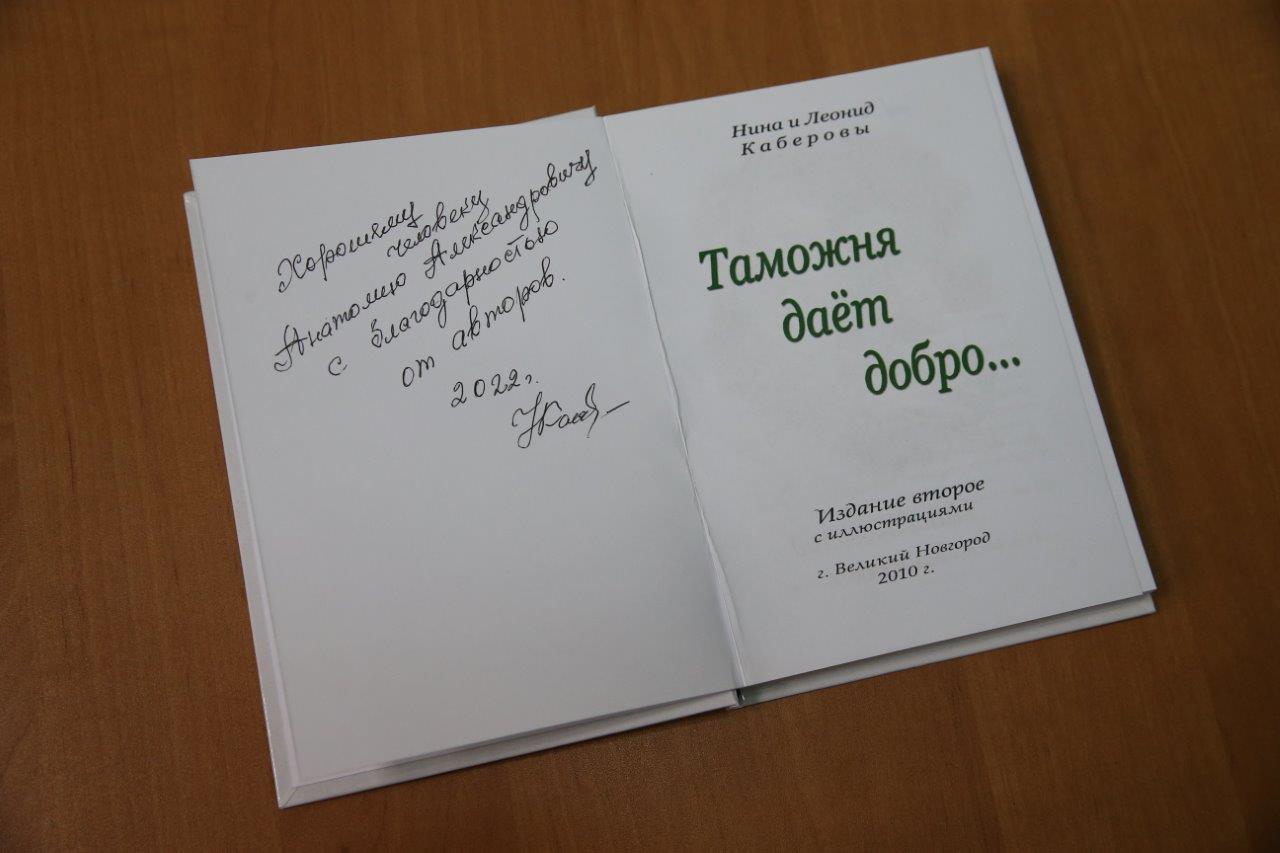 Хорошему
человеку
Анатолию Александровичу
с благодарностью
от авторов.
2022г.
Нина и Леонид
Каберовы
Таможня
даёт
добро...
Издание второе
с иллюстрациями
г. Великий Новгород
2010 г.